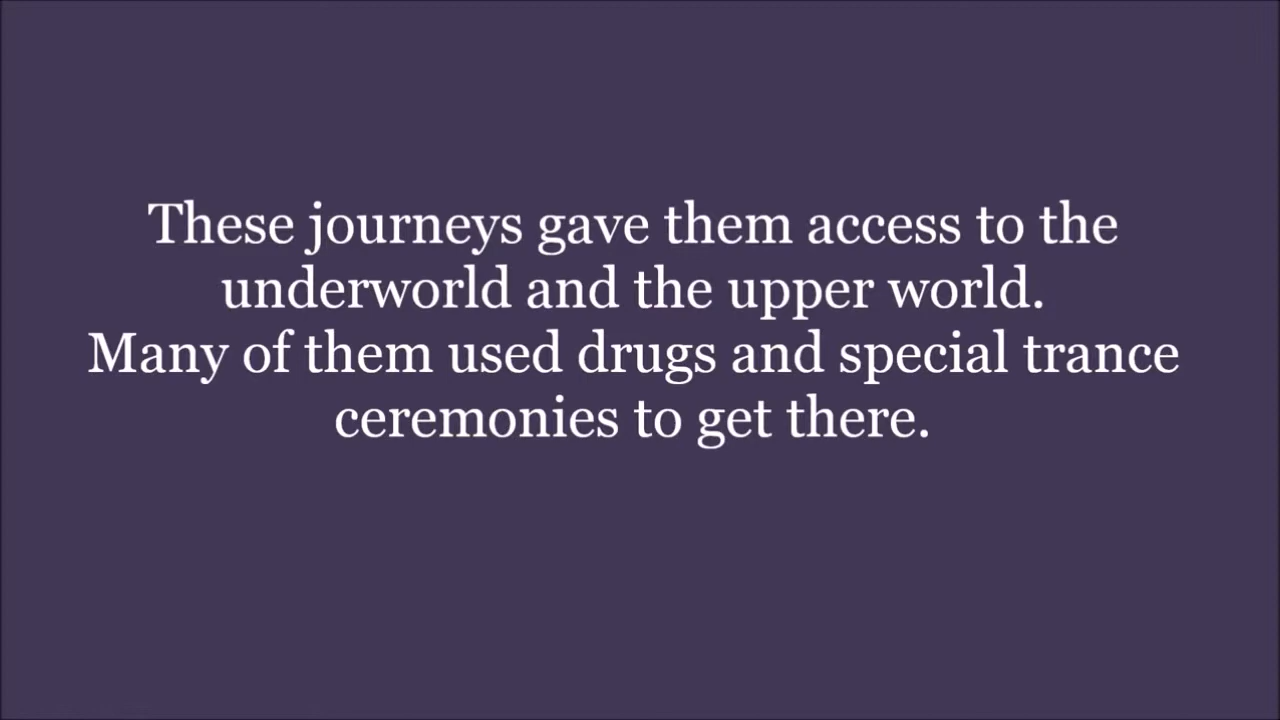 These journeys gave them access to the
underworld and the upper world.
Many of them used drugs and special trance
ceremonies to get there.